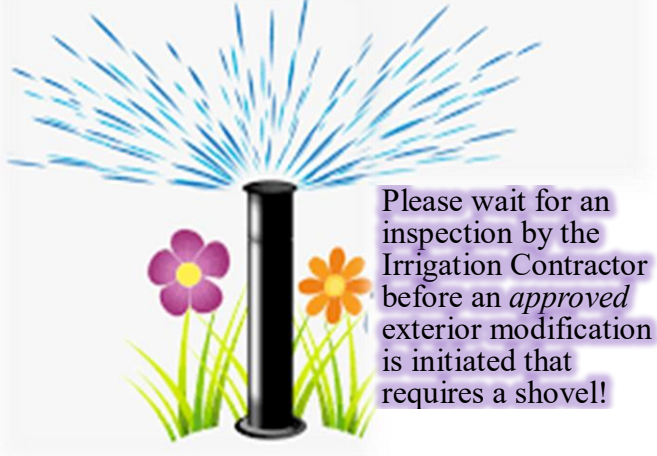 Please wait for an
inspection by the
Irrigation Contractor
before an approved
exterior modification
is initiated that
requires a shovel!